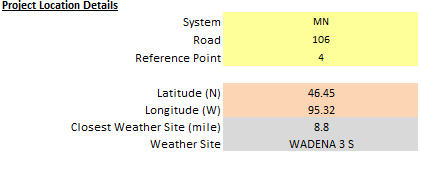 Project Location Details
System MN
Road 106
Reference Point 4
Latitude (N) 46.45
Longitude (W) 95.32
Closest Weather Site (mile) 8.8
Weather Site WADENA 3 S